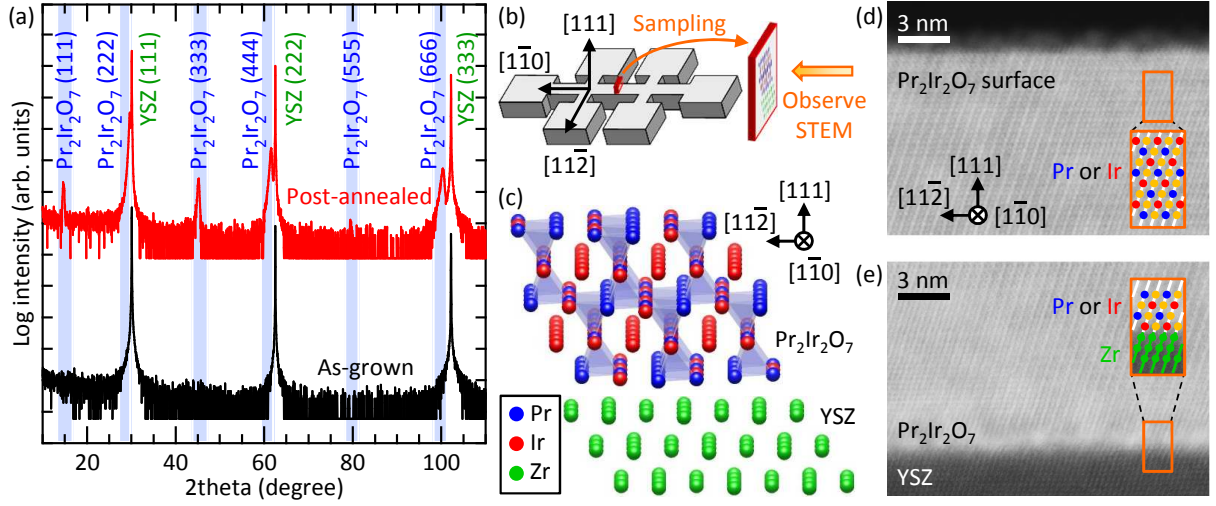 (a)
Pr₂Ir₂O₇ (111)
Pr₂Ir₂O₇ (222)
YSZ (111)
Pr₂Ir₂O₇ (333)
Pr₂Ir₂O₇ (444)
YSZ (222)
Pr₂Ir₂O₇ (555)
Pr₂Ir₂O₇ (666)
YSZ (333)
Post-annealed
As-grown
Log intensity (arb. units)
20 40 60 80 100
2theta (degree)
(b)
[111]
Sampling
[11̅0]
[112̅]
Observe
STEM
(c)
[111]
[112̅]
[11̅0]
Pr₂Ir₂O₇
YSZ
Pr
Ir
Zr
(d)
3 nm
Pr₂Ir₂O₇ surface
Pr or Ir
[111]
[112̅]
[11̅0]
(e)
3 nm
Pr or Ir
Zr
Pr₂Ir₂O₇
YSZ